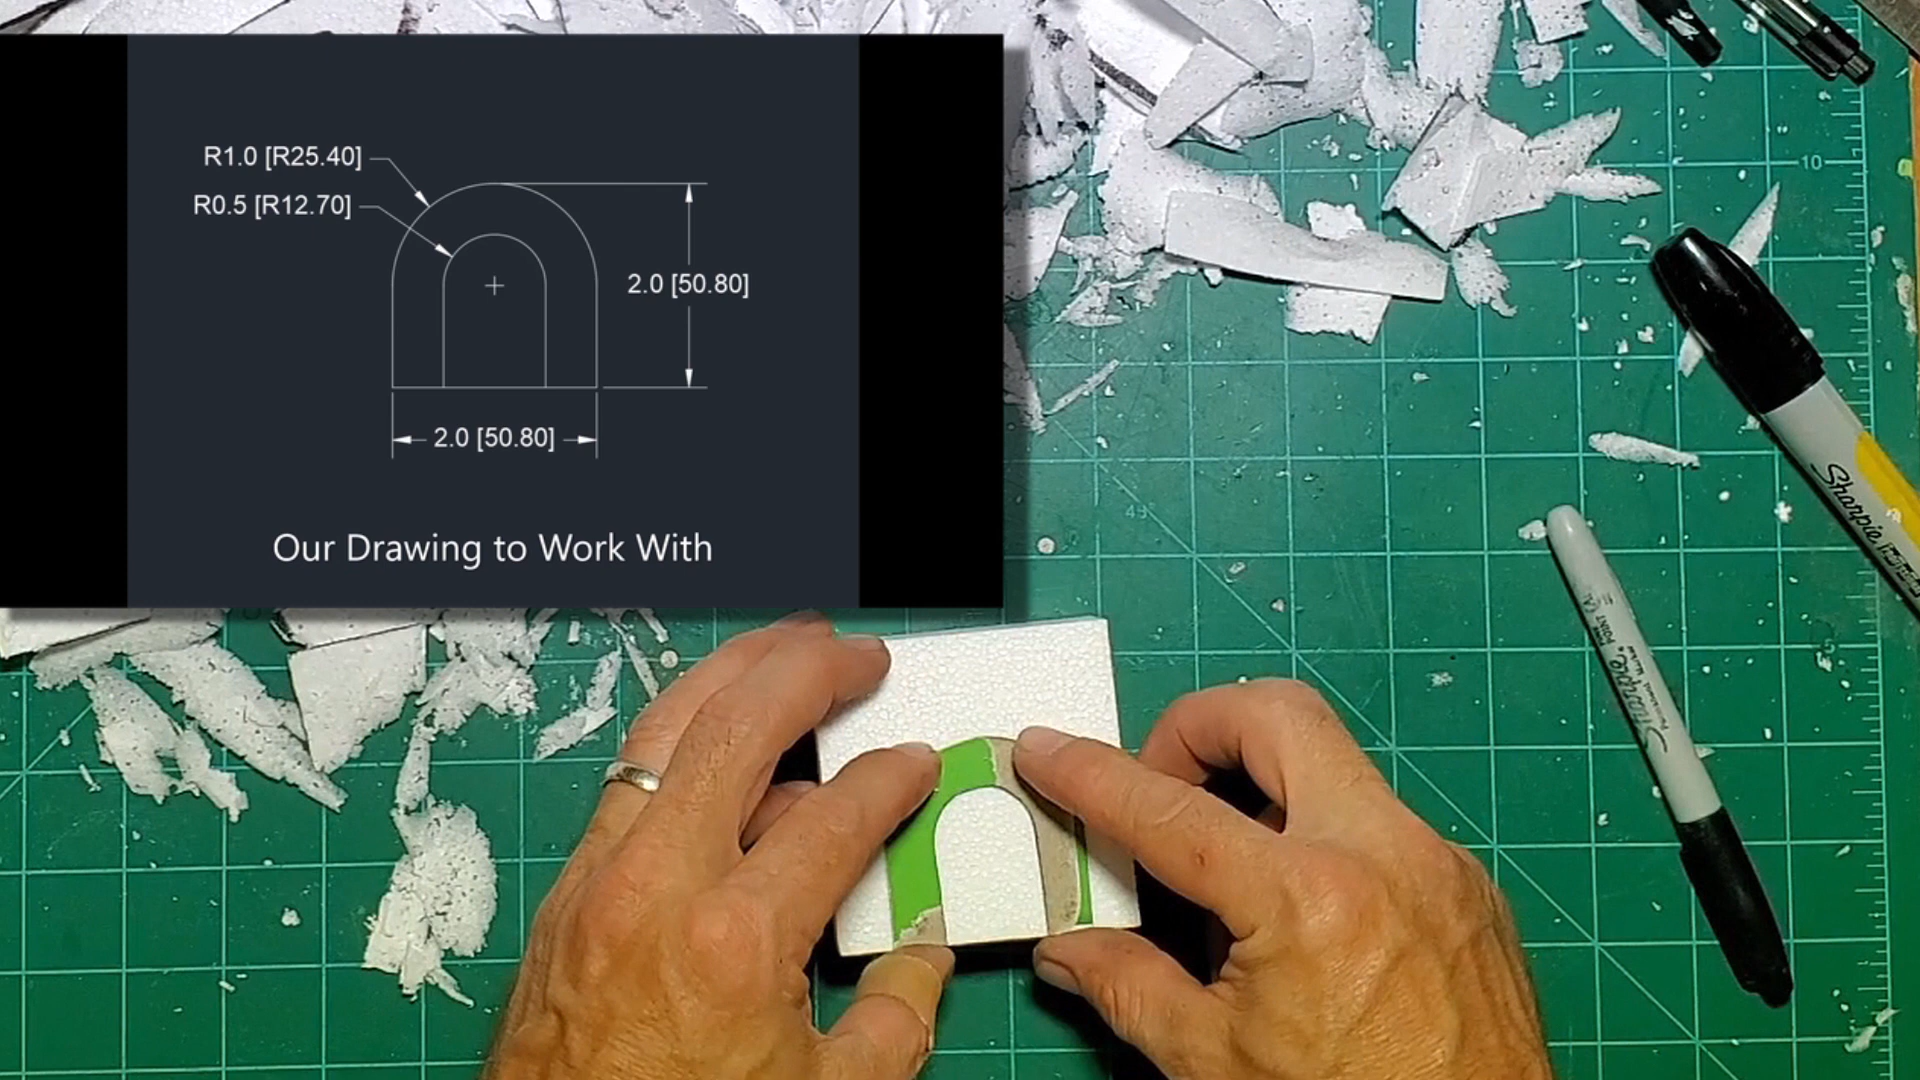 R1.0 [R25.40]
R0.5 [R12.70]
2.0 [50.80]
2.0 [50.80]
Our Drawing to Work With
10
45
Sharpie
Sharpie